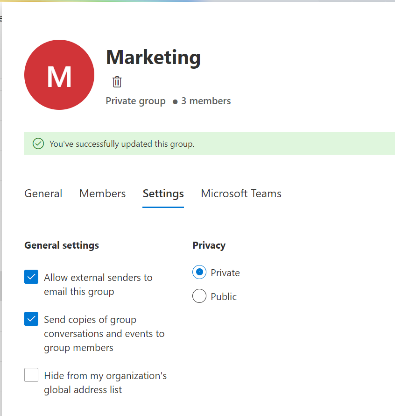 M
Marketing
Private group ● 3 members
You've successfully updated this group.
General Members Settings Microsoft Teams
General settings
Allow external senders to
email this group
Send copies of group
conversations and events to
group members
Hide from my organization's
global address list
Privacy
Private
Public